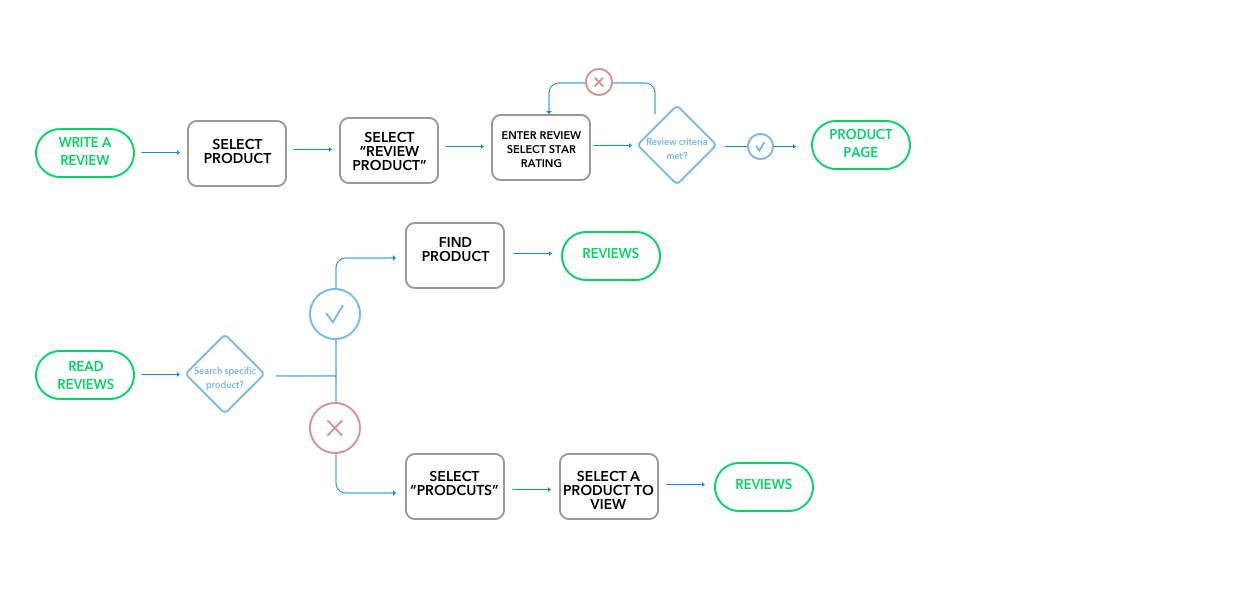 WRITE A
REVIEW
SELECT
PRODUCT
SELECT
“REVIEW
PRODUCT”
ENTER REVIEW
SELECT STAR
RATING
Review criteria
met?
PRODUCT
PAGE
FIND
PRODUCT
REVIEWS
READ
REVIEWS
Search specific
product?
SELECT
“PRODCUTS”
SELECT A
PRODUCT TO
VIEW
REVIEWS